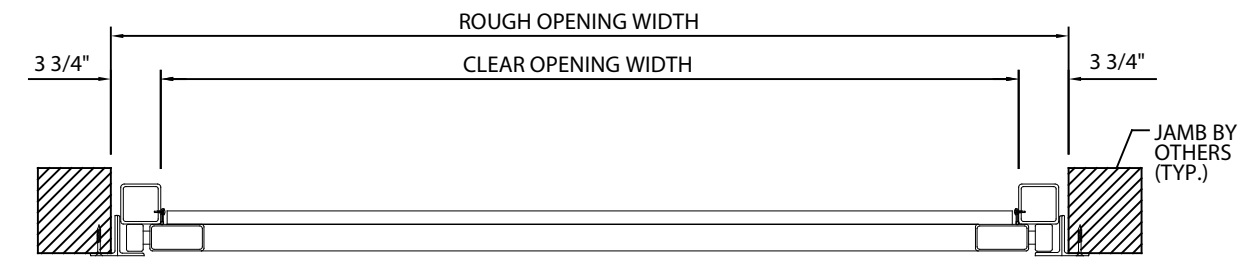 ROUGH OPENING WIDTH
3 3/4"
CLEAR OPENING WIDTH
3 3/4"
JAMB BY
OTHERS
(TYP.)